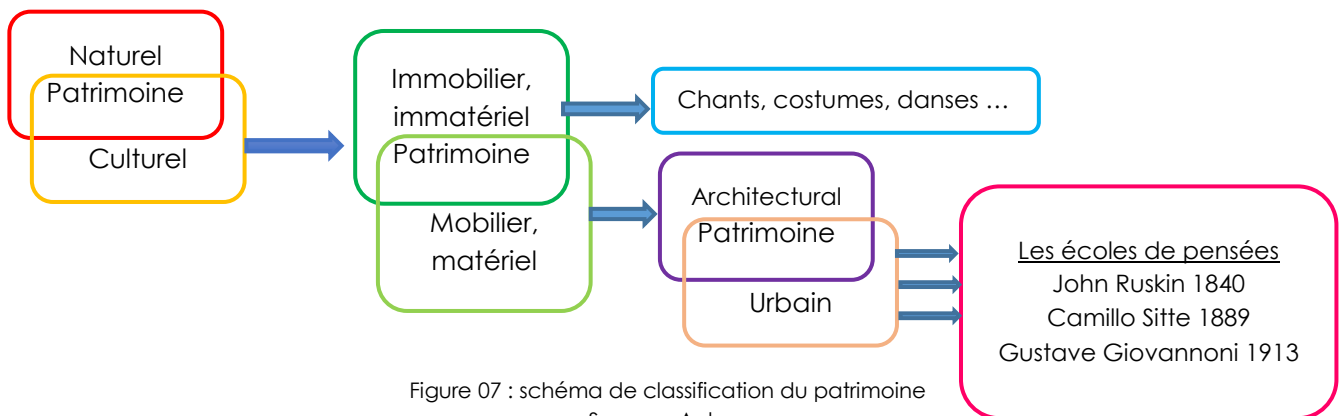 Naturel
Patrimoine
Culturel
Immobilier,
immatériel
Patrimoine
Mobilier,
matériel
Chants, costumes, danses …
Architectural
Patrimoine
Urbain
Les écoles de pensées
John Ruskin 1840
Camillo Sitte 1889
Gustave Giovannoni 1913
Figure 07 : schéma de classification du patrimoine